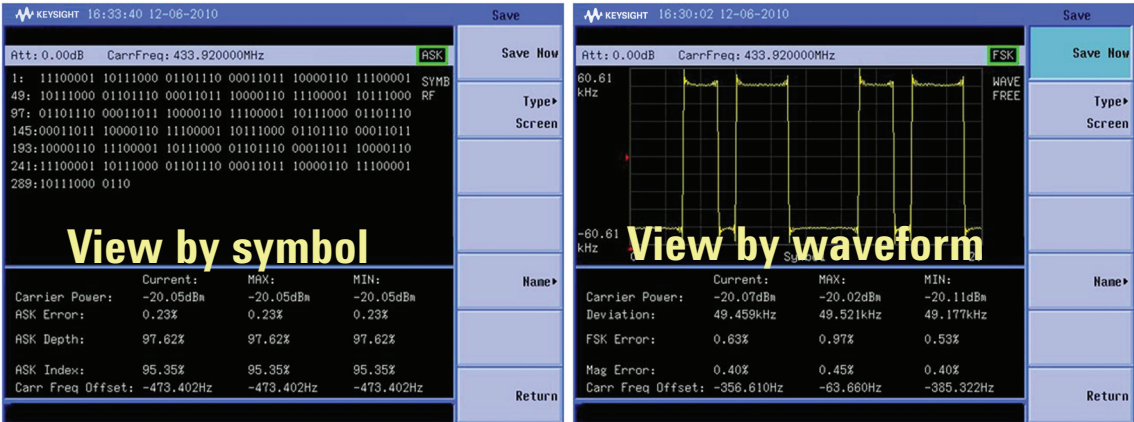 KEYSIGHT 16:33:40 12-06-2010
Save
Att: 0.00dB CarrFreq: 433.920000MHz ASK
1: 11100001 10111000 01101110 00011011 10000110 11100001
49: 10111000 01101110 00011011 10000110 11100001 10111000
97: 01101110 00011011 10000110 11100001 10111000 01101110
145:00011011 10000110 11100001 10111000 01101110 00011011
193:10000110 11100001 10111000 01101110 00011011 10000110
241:11100001 10111000 01101110 00011011 10000110 11100001
289:10111000 0110
SYMB
RF
View by symbol
Current: MAX: MIN:
Carrier Power: -20.05dBm -20.05dBm -20.05dBm
ASK Error: 0.23% 0.23% 0.23%
ASK Depth: 97.62% 97.62% 97.62%
ASK Index: 95.35% 95.35% 95.35%
Carr Freq Offset: -473.402Hz -473.402Hz -473.402Hz
Save Now
Type
Screen
Name
Return
KEYSIGHT 16:30:02 12-06-2010
Save
Att: 0.00dB CarrFreq: 433.920000MHz FSK
60.61
kHz
WAVE
FREE
-60.61
kHz
View by waveform
Current: MAX: MIN:
Carrier Power: -20.07dBm -20.02dBm -20.11dBm
Deviation: 49.459kHz 49.521kHz 49.177kHz
FSK Error: 0.63% 0.97% 0.53%
Mag Error: 0.40% 0.45% 0.40%
Carr Freq Offset: -356.610Hz -63.660Hz -385.322Hz
Save Now
Type
Screen
Name
Return